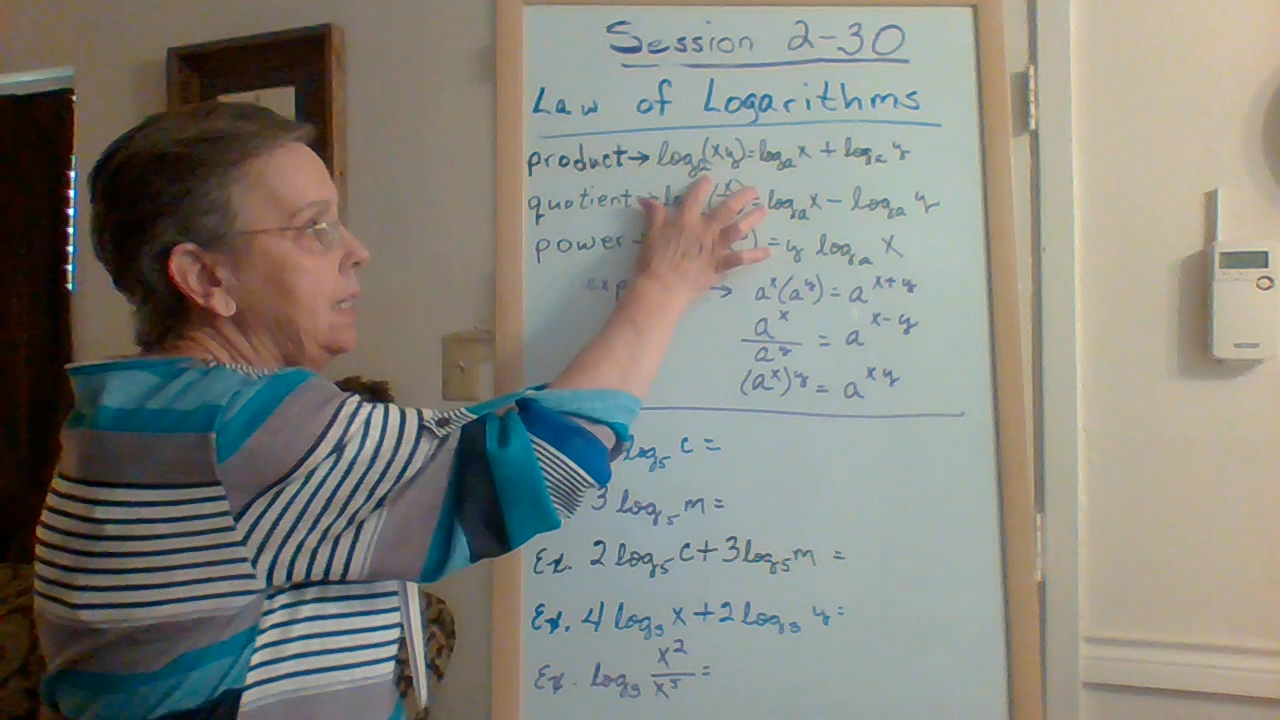 Session 2-30
Law of Logarithms
product → logₐ(xy) = logₐ x + logₐ y
quotient → = logₐ x − logₐ y
power = y logₐ x
→ aˣ(aʸ) = aˣ⁺ʸ
aˣ/aʸ = aˣ⁻ʸ
(aˣ)ʸ = aˣʸ
log₅ c =
3 log₅ m =
Ex. 2 log₅ c + 3 log₅ m =
Ex. 4 log₃ x + 2 log₃ y =
Ex. log₃ x²/x⁵ =